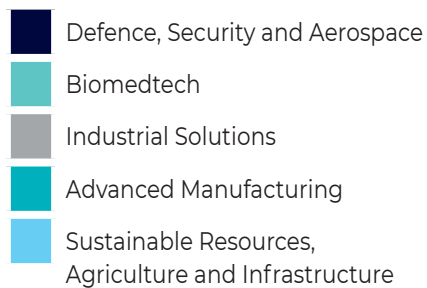 Defence, Security and Aerospace
Biomedtech
Industrial Solutions
Advanced Manufacturing
Sustainable Resources,
Agriculture and Infrastructure